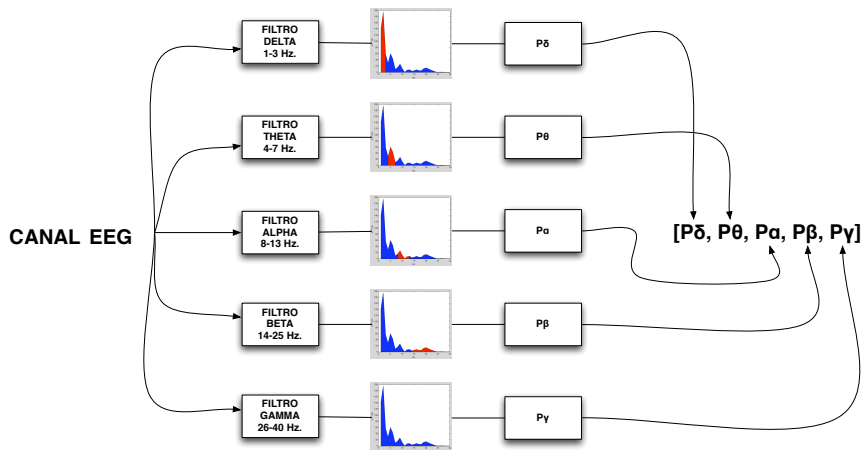 FILTRO
DELTA
1-3 Hz.
Pδ
FILTRO
THETA
4-7 Hz.
Pθ
CANAL EEG
FILTRO
ALPHA
8-13 Hz.
Pα
[Pδ, Pθ, Pα, Pβ, Pγ]
FILTRO
BETA
14-25 Hz.
Pβ
FILTRO
GAMMA
26-40 Hz.
Pγ